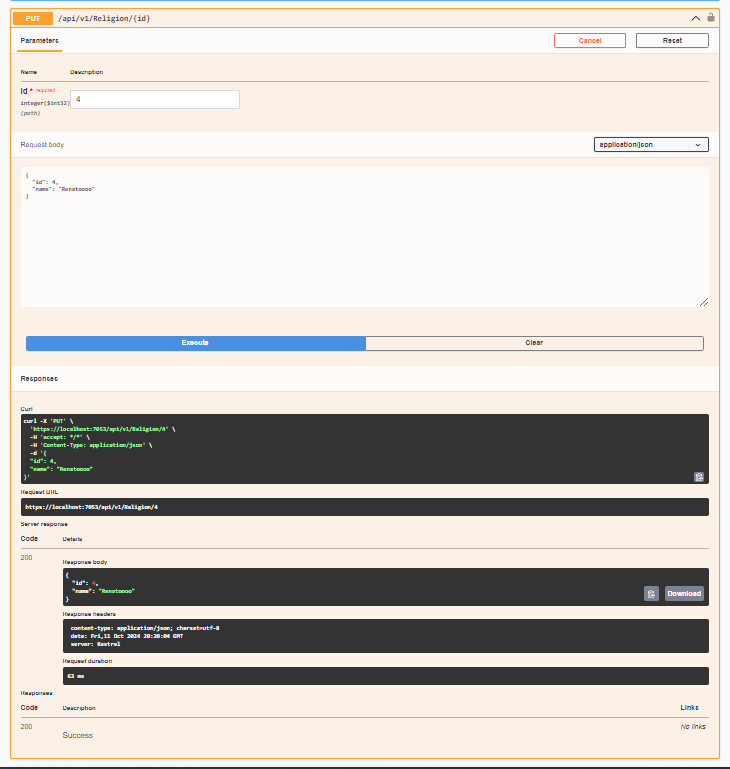 PUT /api/v1/Religion/{id}
Parameters Cancel Reset
Name Description
id * required
integer($int32)
(path)
4
Request body application/json
{
"id": 4,
"name": "Renatoooo"
}
Execute Clear
Responses
Curl
curl -X 'PUT' \
'https://localhost:7053/api/v1/Religion/4' \
-H 'accept: */*' \
-H 'Content-Type: application/json' \
-d '{
"id": 4,
"name": "Renatoooo"
}'
Request URL
https://localhost:7053/api/v1/Religion/4
Server response
Code Details
200
Response body
{
"id": 4,
"name": "Renatoooo"
}
Download
Response headers
content-type: application/json; charset=utf-8
date: Fri,11 Oct 2024 20:20:04 GMT
server: Kestrel
Request duration
63 ms
Responses
Code Description Links
200 Success No links